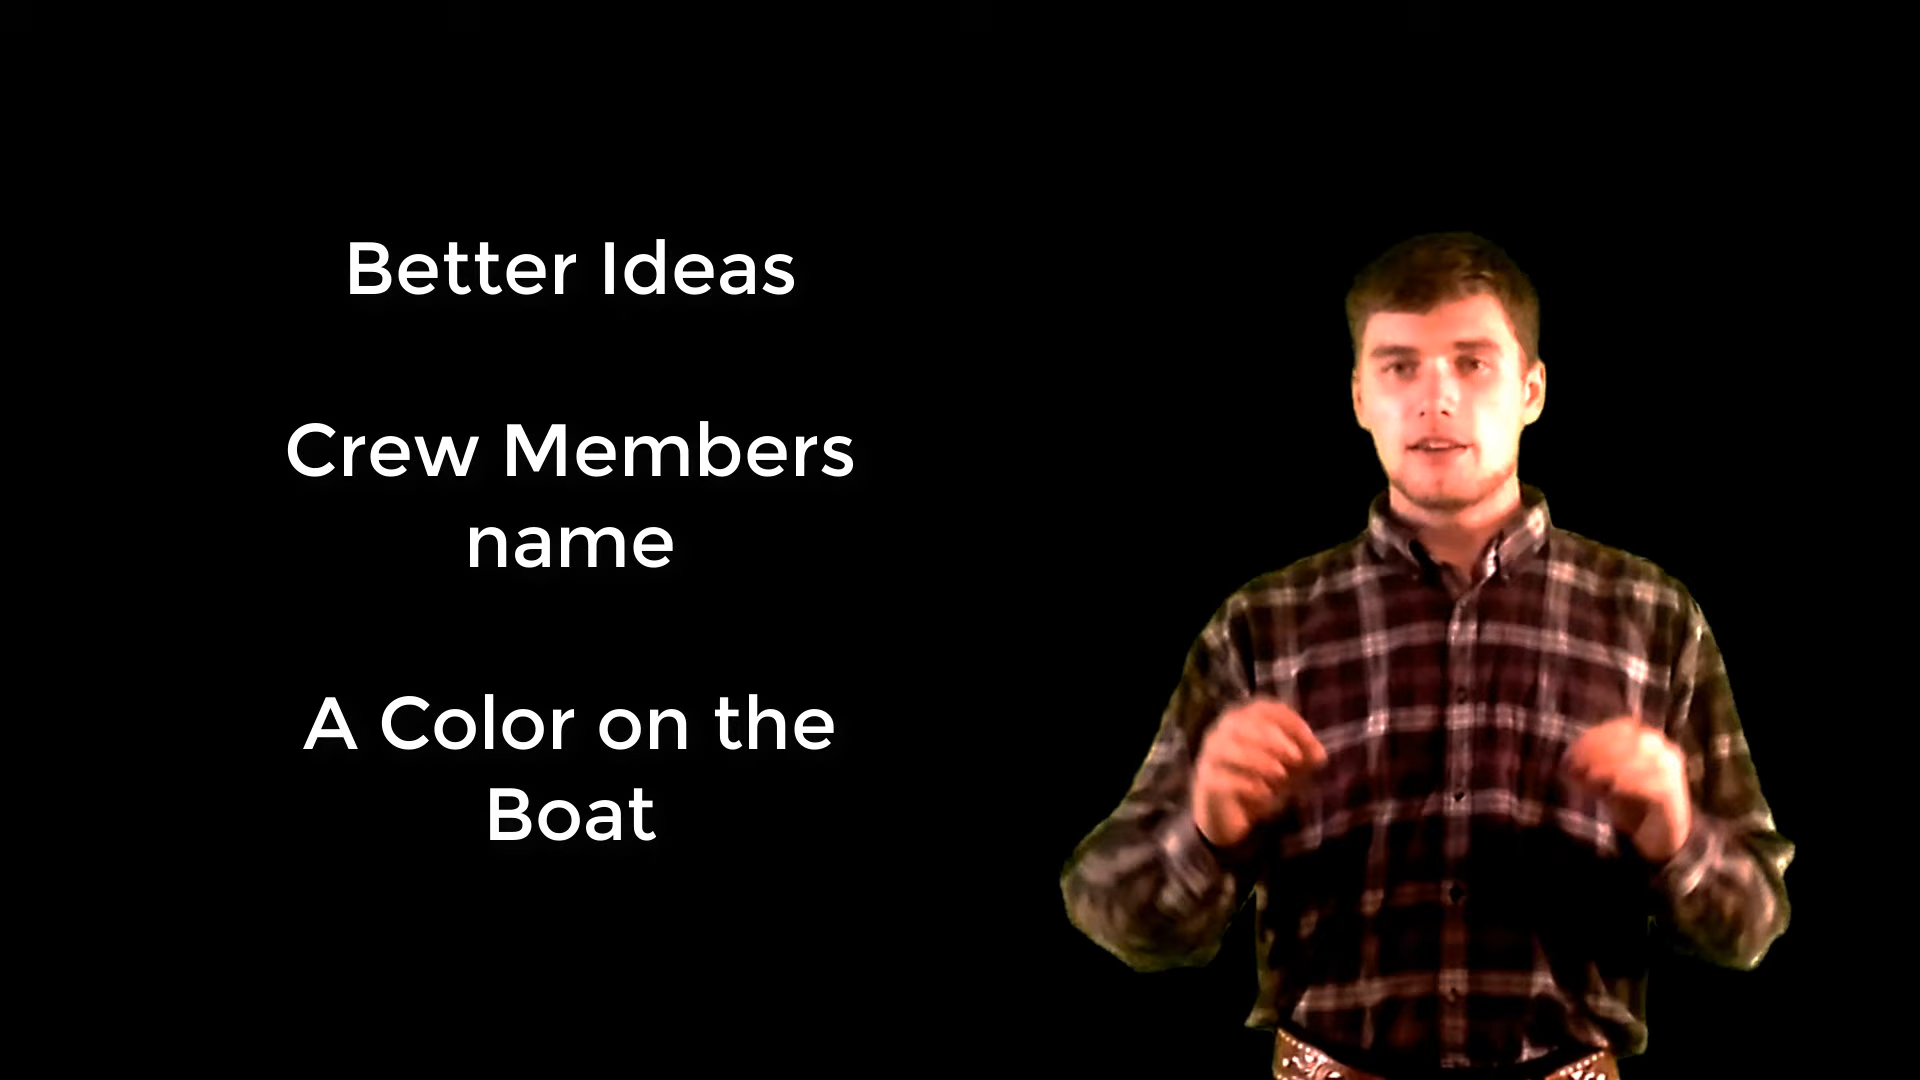 Better Ideas
Crew Members
name
A Color on the
Boat